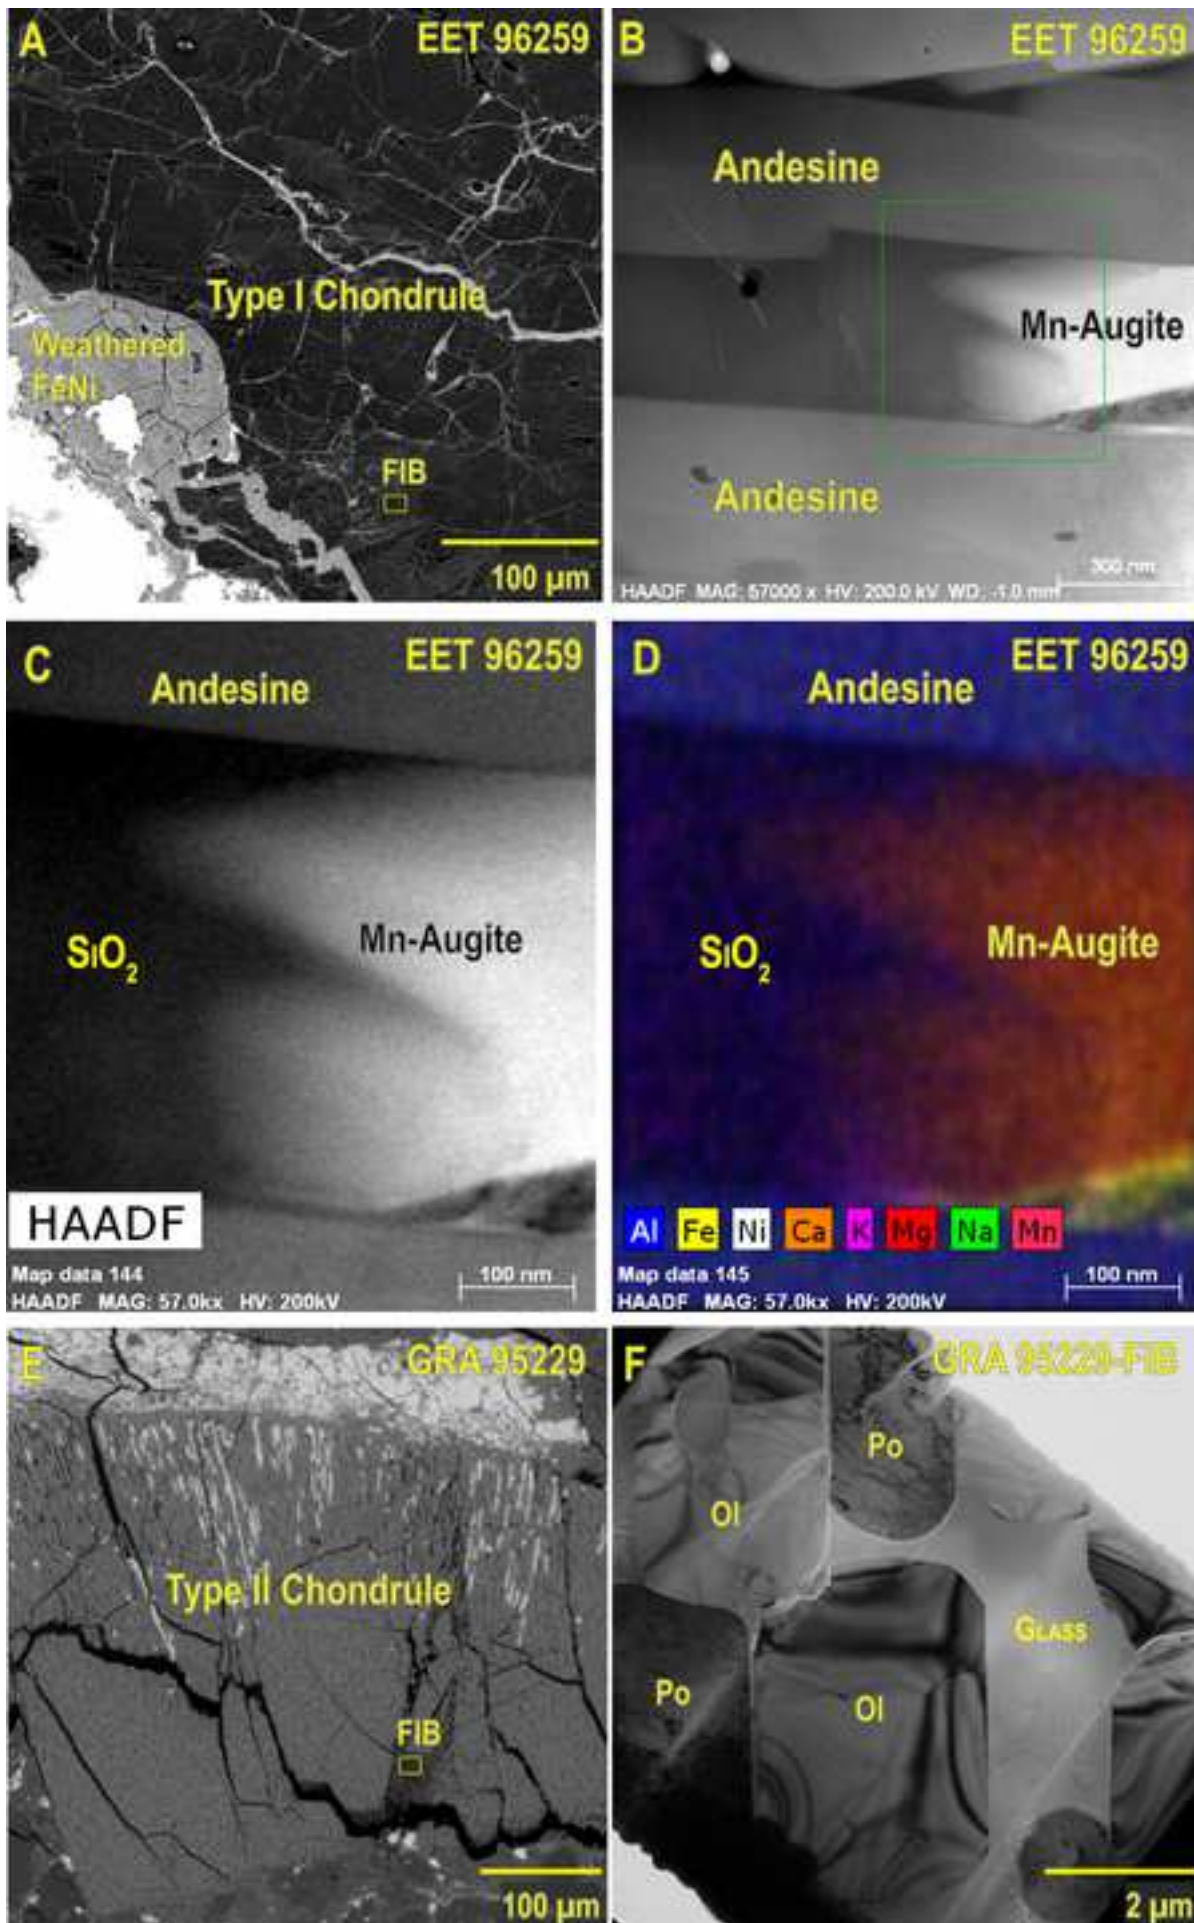 A
EET 96259
Type I Chondrule
Weathered
FeNi
FIB
100 µm
B
EET 96259
Andesine
Mn-Augite
Andesine
300 nm
HAADF MAG: 57000 x HV: 200.0 kV WD: -1.0 mm
C
EET 96259
Andesine
SiO₂
Mn-Augite
HAADF
Map data 144
100 nm
HAADF MAG: 57.0kx HV: 200kV
D
EET 96259
Andesine
SiO₂
Mn-Augite
Al Fe Ni Ca K Mg Na Mn
Map data 145
100 nm
HAADF MAG: 57.0kx HV: 200kV
E
GRA 95229
Type II Chondrule
FIB
100 µm
F
GRA 95229-FIB
Po
Ol
GLASS
Po
Ol
2 µm